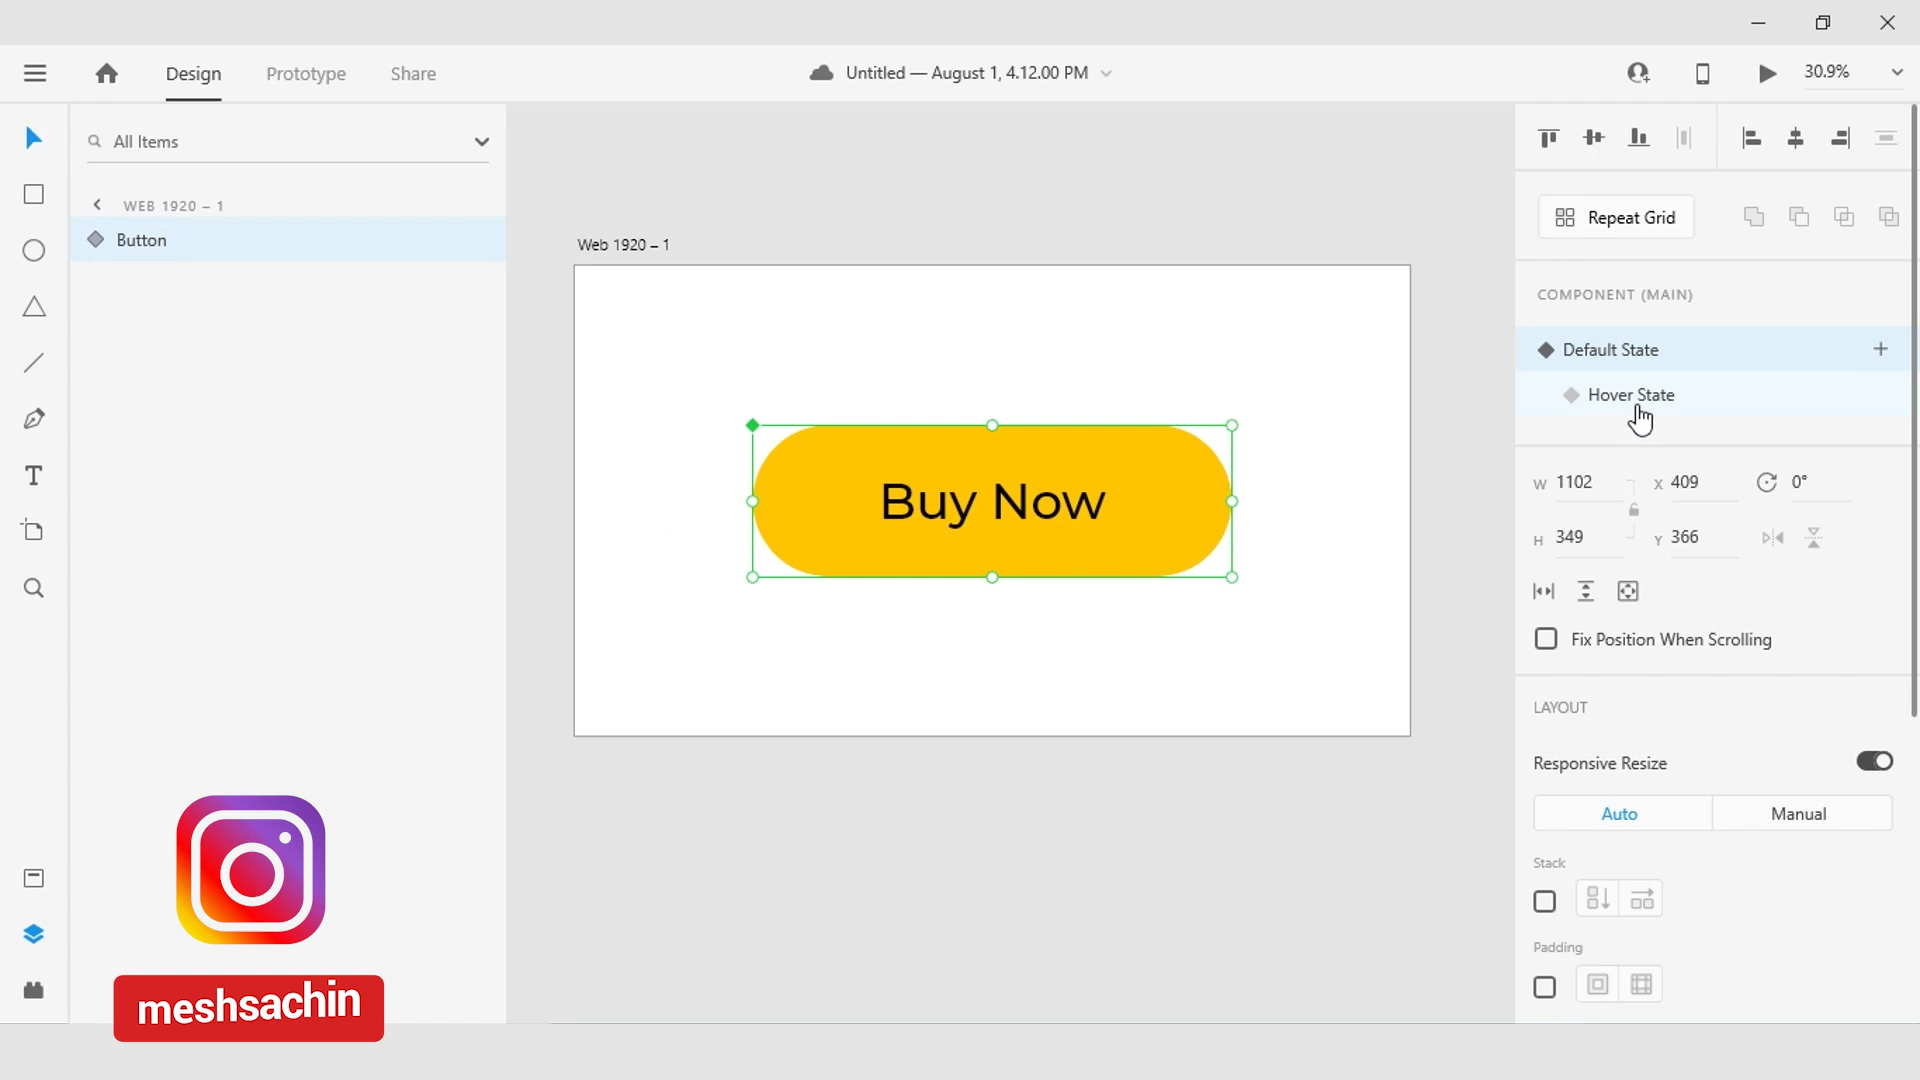 Design Prototype Share
Untitled — August 1, 4.12.00 PM
30.9%
All Items
WEB 1920 – 1
Button
Web 1920 – 1
Buy Now
Repeat Grid
COMPONENT (MAIN)
Default State
Hover State
W 1102 X 409 0°
H 349 Y 366
Fix Position When Scrolling
LAYOUT
Responsive Resize
Auto Manual
Stack
Padding
meshsachin